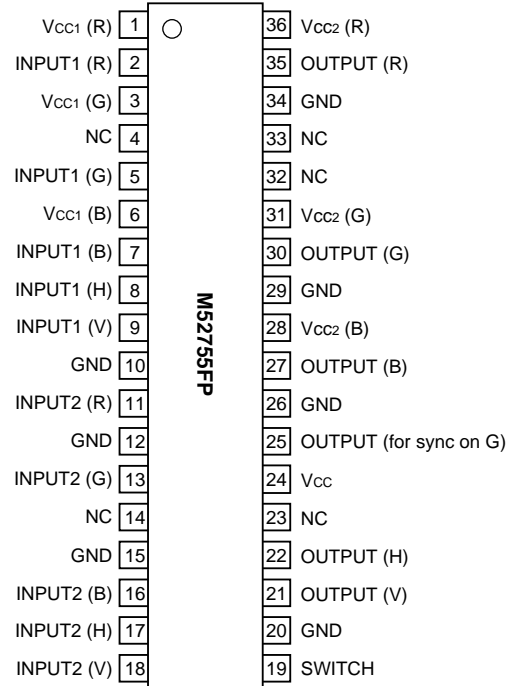 Vcc1 (R) 1 36 Vcc2 (R)
INPUT1 (R) 2 35 OUTPUT (R)
Vcc1 (G) 3 34 GND
NC 4 33 NC
INPUT1 (G) 5 32 NC
Vcc1 (B) 6 31 Vcc2 (G)
INPUT1 (B) 7 30 OUTPUT (G)
INPUT1 (H) 8 29 GND
INPUT1 (V) 9 28 Vcc2 (B)
GND 10 27 OUTPUT (B)
INPUT2 (R) 11 26 GND
GND 12 25 OUTPUT (for sync on G)
INPUT2 (G) 13 24 Vcc
NC 14 23 NC
GND 15 22 OUTPUT (H)
INPUT2 (B) 16 21 OUTPUT (V)
INPUT2 (H) 17 20 GND
INPUT2 (V) 18 19 SWITCH
M52755FP